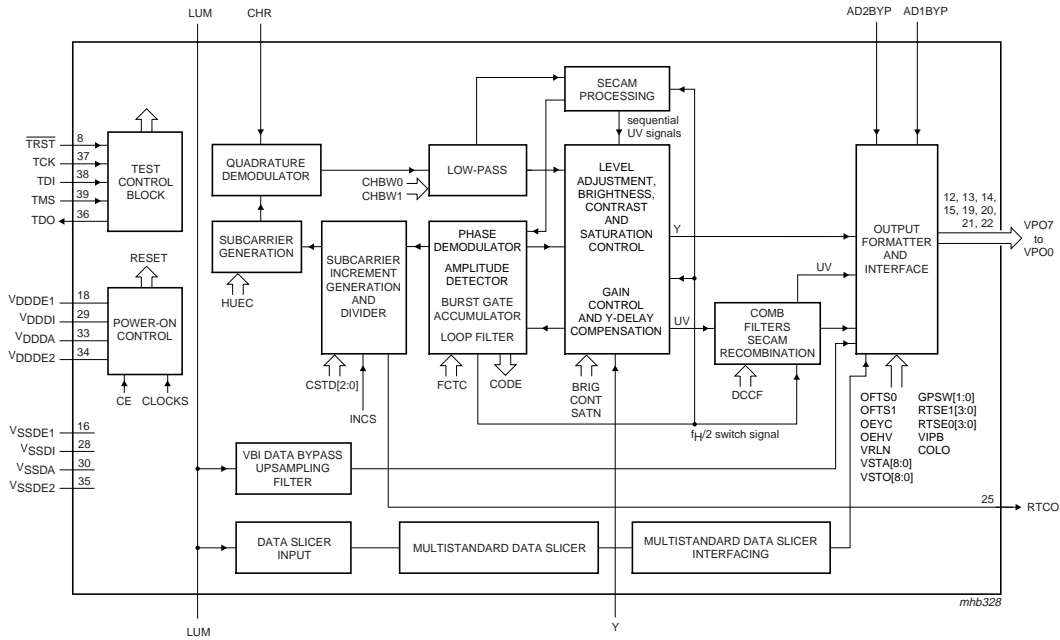 LUM
CHR
AD2BYP
AD1BYP
TRST
8
TCK
37
TDI
38
TMS
39
TDO
36
TEST
CONTROL
BLOCK
RESET
VDDDE1
18
VDDDI
29
VDDDA
33
VDDDE2
34
POWER-ON
CONTROL
CE
CLOCKS
VSSDE1
16
VSSDI
28
VSSDA
30
VSSDE2
35
QUADRATURE
DEMODULATOR
SUBCARRIER
GENERATION
HUEC
SUBCARRIER
INCREMENT
GENERATION
AND
DIVIDER
CSTD[2:0]
INCS
LOW-PASS
CHBW0
CHBW1
PHASE
DEMODULATOR
AMPLITUDE
DETECTOR
BURST GATE
ACCUMULATOR
LOOP FILTER
FCTC
CODE
SECAM
PROCESSING
sequential
UV signals
LEVEL
ADJUSTMENT,
BRIGHTNESS,
CONTRAST
AND
SATURATION
CONTROL
GAIN
CONTROL
AND Y-DELAY
COMPENSATION
BRIG
CONT
SATN
Y
UV
UV
COMB
FILTERS
SECAM
RECOMBINATION
DCCF
fH/2 switch signal
OUTPUT
FORMATTER
AND
INTERFACE
12, 13, 14,
15, 19, 20,
21, 22
VPO7
to
VPO0
OFTS0
OFTS1
OEYC
OEHV
VRLN
VSTA[8:0]
VSTO[8:0]
GPSW[1:0]
RTSE1[3:0]
RTSE0[3:0]
VIPB
COLO
VBI DATA BYPASS
UPSAMPLING
FILTER
25
RTCO
DATA SLICER
INPUT
MULTISTANDARD DATA SLICER
MULTISTANDARD DATA SLICER
INTERFACING
mhb328
LUM
Y